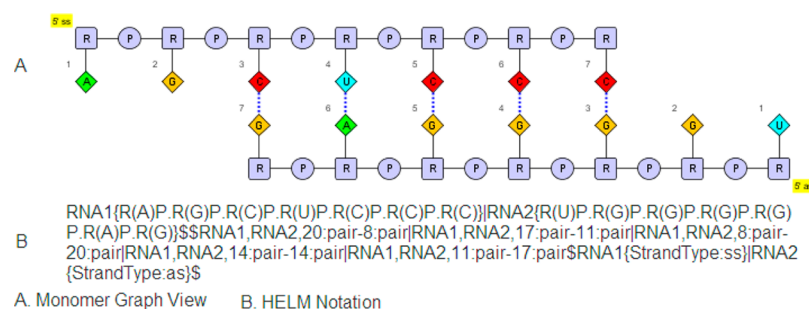 5' ss
R P R P R P R P R P R P R
A
1 2 3 4 5 6 7
A G C U C C C
7 6 5 4 3 2 1
G A G G G G U
R P R P R P R P R P R P R
5' a
RNA1{R(A)P.R(G)P.R(C)P.R(U)P.R(C)P.R(C)P.R(C)}|RNA2{R(U)P.R(G)P.R(G)P.R(G)P.R(G)
B
P.R(A)P.R(G)}$$RNA1,RNA2,20:pair-8:pair|RNA1,RNA2,17:pair-11:pair|RNA1,RNA2,8:pair-
20:pair|RNA1,RNA2,14:pair-14:pair|RNA1,RNA2,11:pair-17:pair$RNA1{StrandType:ss}|RNA2
{StrandType:as}$
A. Monomer Graph View B. HELM Notation